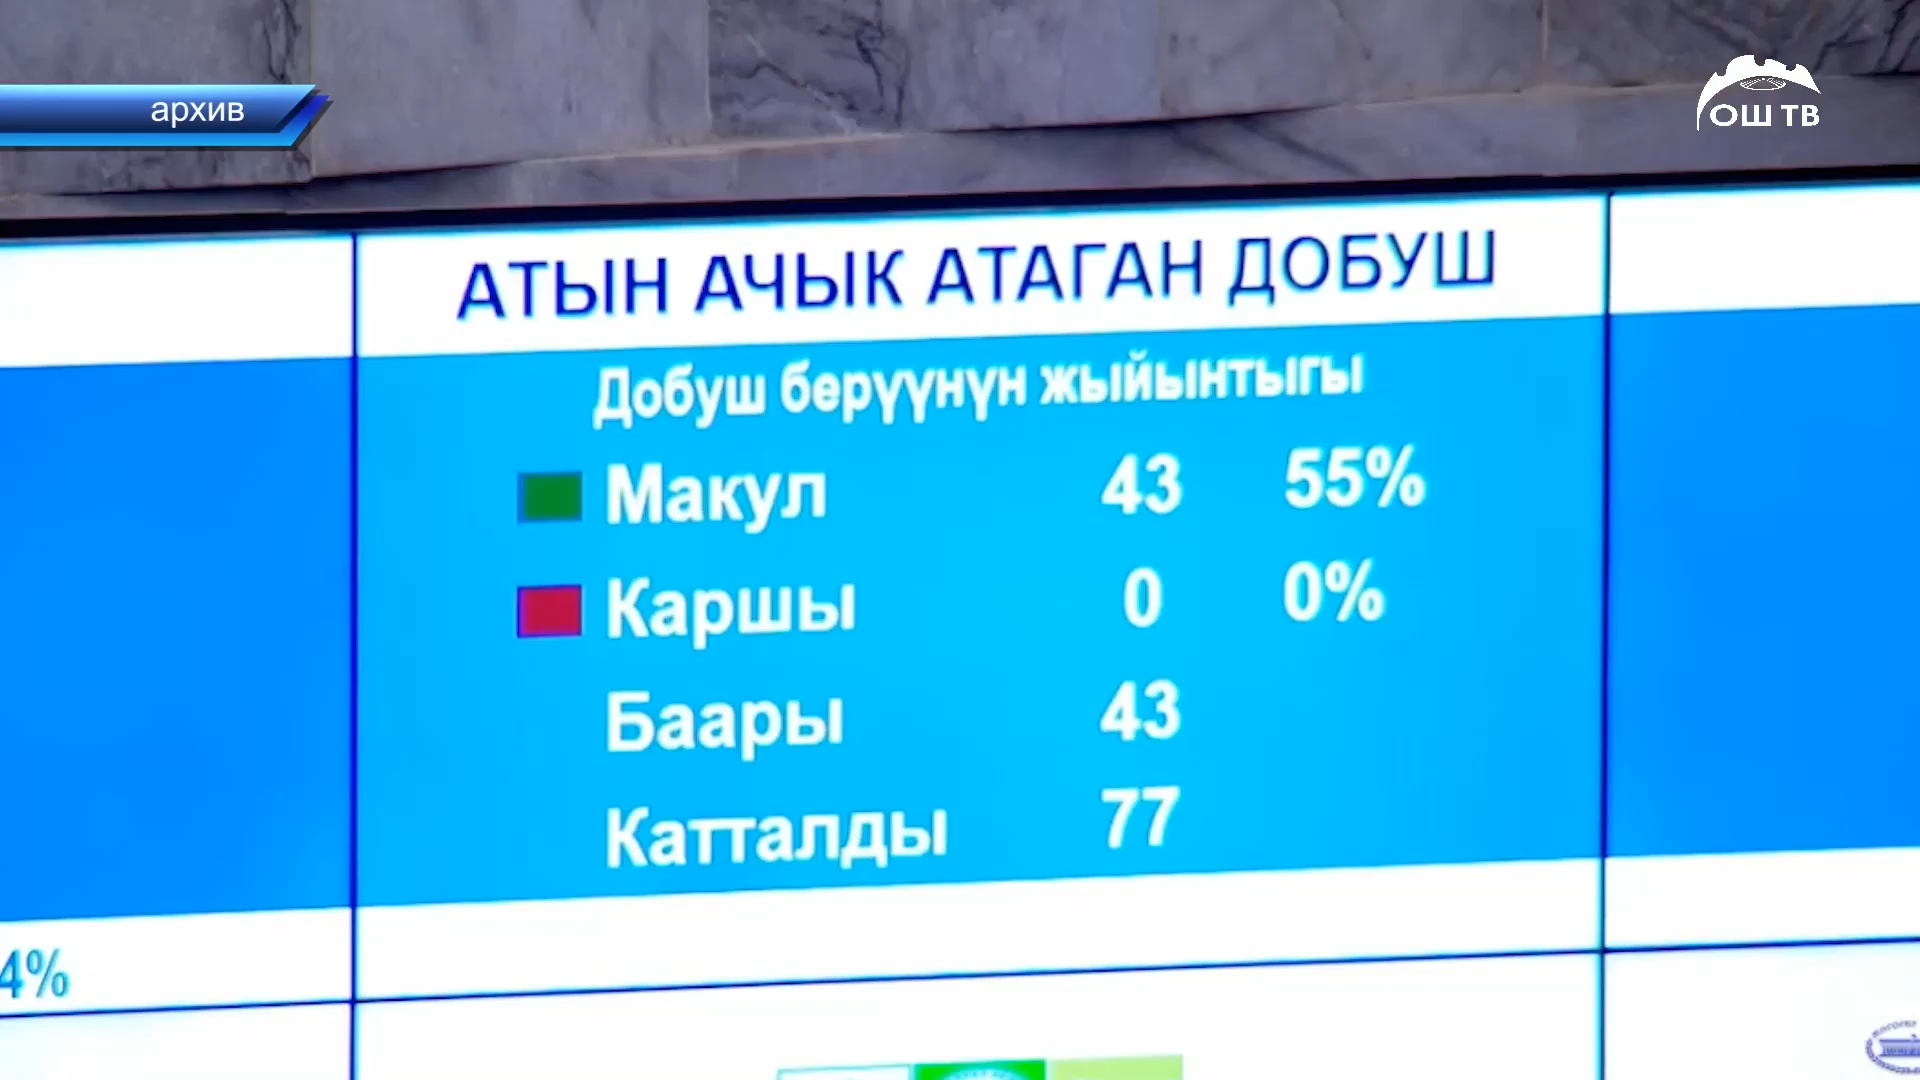 архив
ОШ ТВ
АТЫН АЧЫК АТАГАН ДОБУШ
Добуш берүүнүн жыйынтыгы
Макул 43 55%
Каршы 0 0%
Баары 43
Катталды 77
4%